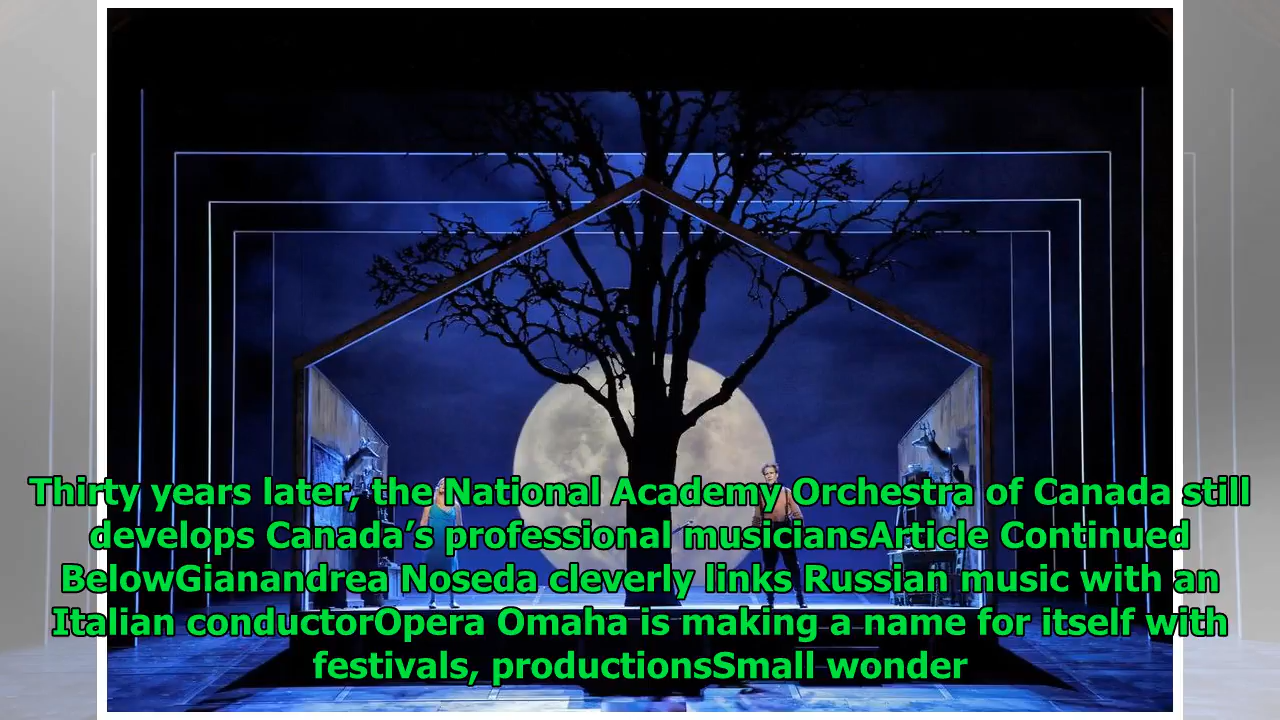 Thirty years later, the National Academy Orchestra of Canada still
develops Canada’s professional musiciansArticle Continued
BelowGianandrea Noseda cleverly links Russian music with an
Italian conductorOpera Omaha is making a name for itself with
festivals, productionsSmall wonder